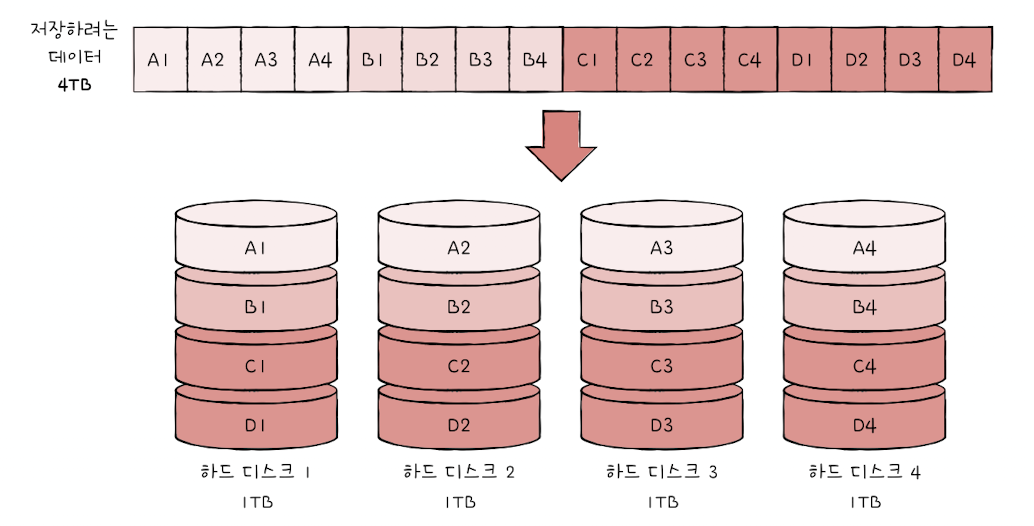 저장하려는
데이터
4TB
A1 A2 A3 A4 B1 B2 B3 B4 C1 C2 C3 C4 D1 D2 D3 D4
A1 A2 A3 A4
B1 B2 B3 B4
C1 C2 C3 C4
D1 D2 D3 D4
하드 디스크 1 하드 디스크 2 하드 디스크 3 하드 디스크 4
1TB 1TB 1TB 1TB